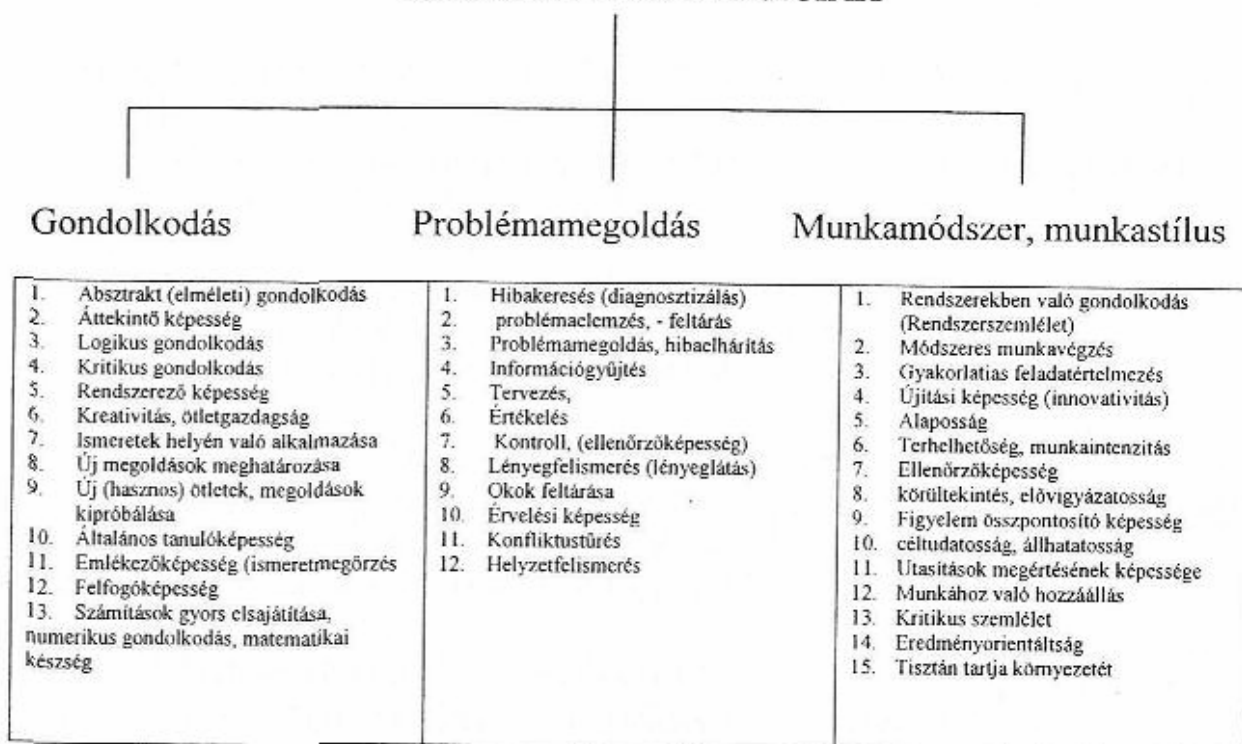 Gondolkodás
1. Absztrakt (elméleti) gondolkodás
2. Áttekintő képesség
3. Logikus gondolkodás
4. Kritikus gondolkodás
5. Rendszerező képesség
6. Kreativitás, ötletgazdagság
7. Ismeretek helyén való alkalmazása
8. Új megoldások meghatározása
9. Új (hasznos) ötletek, megoldások
kipróbálása
10. Általános tanulóképesség
11. Emlékezőképesség (ismeretmegőrzés
12. Felfogóképesség
13. Számítások gyors elsajátítása,
numerikus gondolkodás, matematikai
készség
Problémamegoldás
1. Hibakeresés (diagnosztizálás)
2. problémaelemzés, - feltárás
3. Problémamegoldás, hibaelhárítás
4. Információgyűjtés
5. Tervezés,
6. Értékelés
7. Kontroll, (ellenőrzőképesség)
8. Lényegfelismerés (lényeglátás)
9. Okok feltárása
10. Érvelési képesség
11. Konfliktustűrés
12. Helyzetfelismerés
Munkamódszer, munkastílus
1. Rendszerekben való gondolkodás
(Rendszerszemlélet)
2. Módszeres munkavégzés
3. Gyakorlatias feladatértelmezés
4. Újítási képesség (innovativitás)
5. Alaposság
6. Terhelhetőség, munkaintenzitás
7. Ellenőrzőképesség
8. körültekintés, elővigyázatosság
9. Figyelem összpontosító képesség
10. céltudatosság, állhatatosság
11. Utasítások megértésének képessége
12. Munkához való hozzáállás
13. Kritikus szemlélet
14. Eredményorientáltság
15. Tisztán tartja környezetét